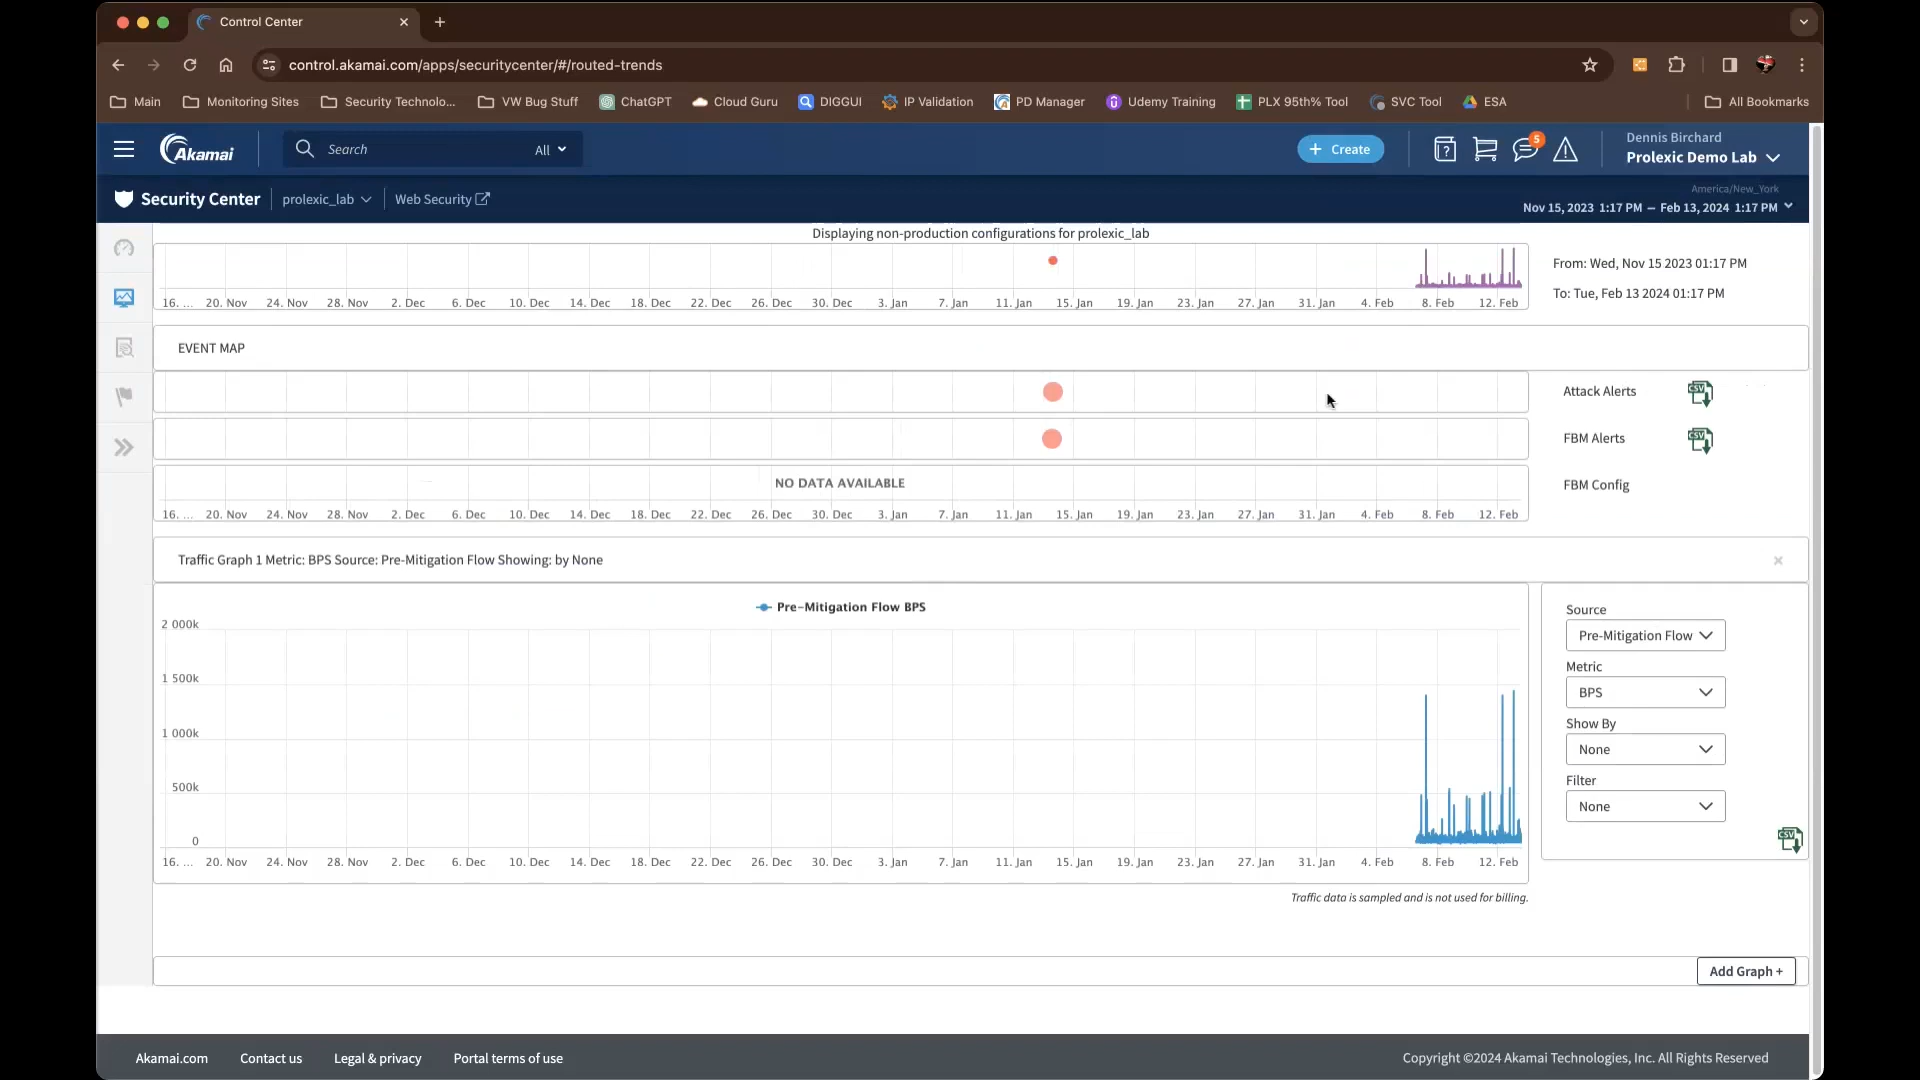 Control Center
control.akamai.com/apps/securitycenter/#/routed-trends
Main Monitoring Sites Security Technolo... VW Bug Stuff ChatGPT Cloud Guru DIGGUI IP Validation PD Manager Udemy Training PLX 95th% Tool SVC Tool ESA All Bookmarks
Akamai Search All + Create 5 Dennis Birchard
Prolexic Demo Lab
Security Center prolexic_lab Web Security America/New_York
Nov 15, 2023 1:17 PM – Feb 13, 2024 1:17 PM
Displaying non-production configurations for prolexic_lab
From: Wed, Nov 15 2023 01:17 PM
To: Tue, Feb 13 2024 01:17 PM
16. ... 20. Nov 24. Nov 28. Nov 2. Dec 6. Dec 10. Dec 14. Dec 18. Dec 22. Dec 26. Dec 30. Dec 3. Jan 7. Jan 11. Jan 15. Jan 19. Jan 23. Jan 27. Jan 31. Jan 4. Feb 8. Feb 12. Feb
EVENT MAP
Attack Alerts CSV
FBM Alerts CSV
NO DATA AVAILABLE FBM Config
16. ... 20. Nov 24. Nov 28. Nov 2. Dec 6. Dec 10. Dec 14. Dec 18. Dec 22. Dec 26. Dec 30. Dec 3. Jan 7. Jan 11. Jan 15. Jan 19. Jan 23. Jan 27. Jan 31. Jan 4. Feb 8. Feb 12. Feb
Traffic Graph 1 Metric: BPS Source: Pre-Mitigation Flow Showing: by None
Pre-Mitigation Flow BPS
2 000k
1 500k
1 000k
500k
0
16. ... 20. Nov 24. Nov 28. Nov 2. Dec 6. Dec 10. Dec 14. Dec 18. Dec 22. Dec 26. Dec 30. Dec 3. Jan 7. Jan 11. Jan 15. Jan 19. Jan 23. Jan 27. Jan 31. Jan 4. Feb 8. Feb 12. Feb
Source
Pre-Mitigation Flow
Metric
BPS
Show By
None
Filter
None
CSV
Traffic data is sampled and is not used for billing.
Add Graph +
Akamai.com Contact us Legal & privacy Portal terms of use Copyright ©2024 Akamai Technologies, Inc. All Rights Reserved